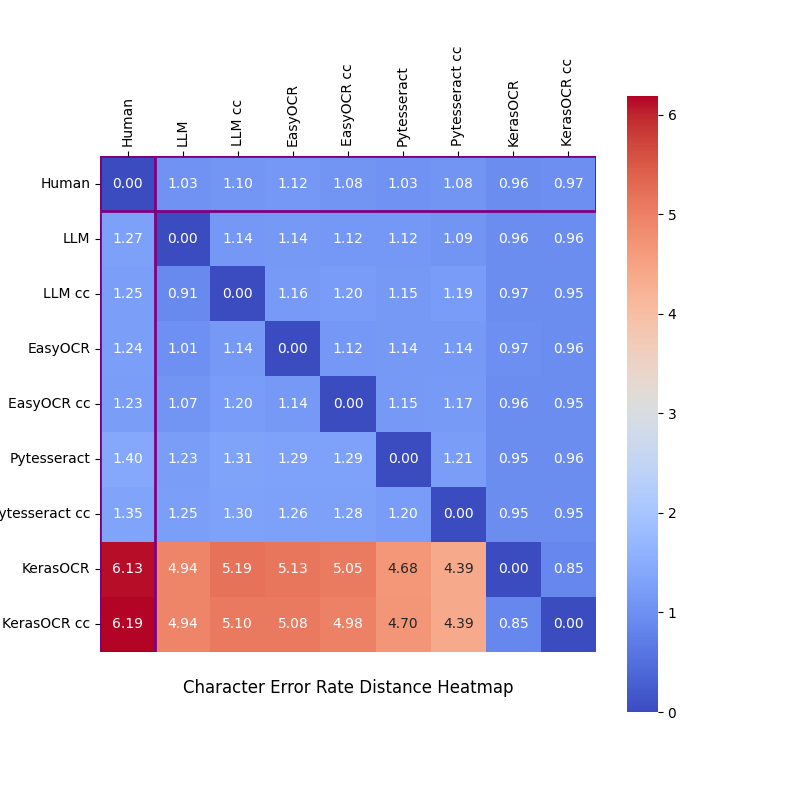 Human LLM LLM cc EasyOCR EasyOCR cc Pytesseract Pytesseract cc KerasOCR KerasOCR cc
Human 0.00 1.03 1.10 1.12 1.08 1.03 1.08 0.96 0.97
LLM 1.27 0.00 1.14 1.14 1.12 1.12 1.09 0.96 0.96
LLM cc 1.25 0.91 0.00 1.16 1.20 1.15 1.19 0.97 0.95
EasyOCR 1.24 1.01 1.14 0.00 1.12 1.14 1.14 0.97 0.96
EasyOCR cc 1.23 1.07 1.20 1.14 0.00 1.15 1.17 0.96 0.95
Pytesseract 1.40 1.23 1.31 1.29 1.29 0.00 1.21 0.95 0.96
ytesseract cc 1.35 1.25 1.30 1.26 1.28 1.20 0.00 0.95 0.95
KerasOCR 6.13 4.94 5.19 5.13 5.05 4.68 4.39 0.00 0.85
KerasOCR cc 6.19 4.94 5.10 5.08 4.98 4.70 4.39 0.85 0.00
Character Error Rate Distance Heatmap
6
5
4
3
2
1
0